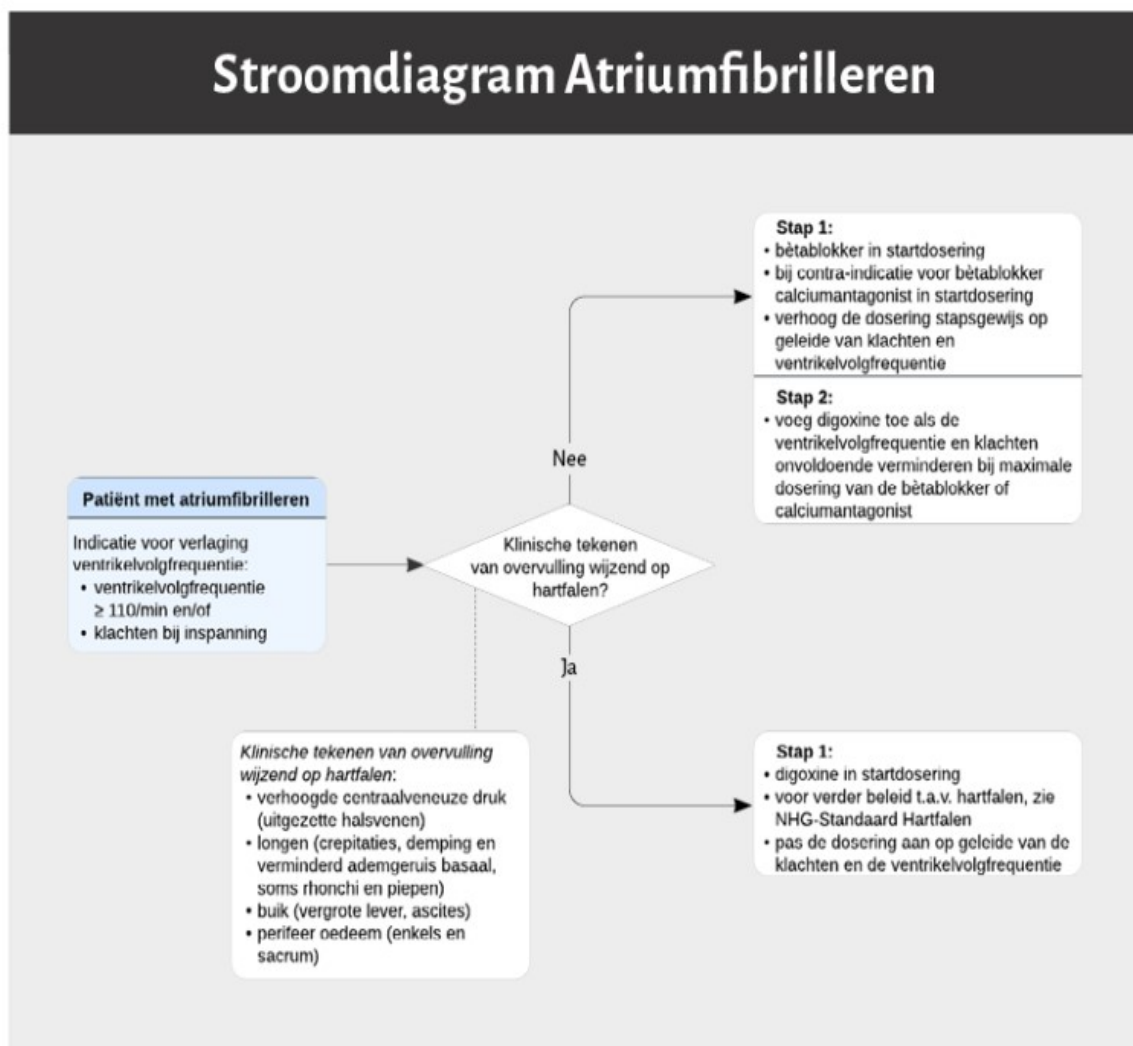 Stroomdiagram Atriumfibrilleren
Patiënt met atriumfibrilleren
Indicatie voor verlaging
ventrikelvolgfrequentie:
• ventrikelvolgfrequentie
≥ 110/min en/of
• klachten bij inspanning
Klinische tekenen
van overvulling wijzend op
hartfalen?
Nee
Stap 1:
• bètablokker in startdosering
• bij contra-indicatie voor bètablokker
calciumantagonist in startdosering
• verhoog de dosering stapsgewijs op
geleide van klachten en
ventrikelvolgfrequentie
Stap 2:
• voeg digoxine toe als de
ventrikelvolgfrequentie en klachten
onvoldoende verminderen bij maximale
dosering van de bètablokker of
calciumantagonist
Ja
Stap 1:
• digoxine in startdosering
• voor verder beleid t.a.v. hartfalen, zie
NHG-Standaard Hartfalen
• pas de dosering aan op geleide van de
klachten en de ventrikelvolgfrequentie
Klinische tekenen van overvulling
wijzend op hartfalen:
• verhoogde centraalveneuze druk
(uitgezette halsvenen)
• longen (crepitaties, demping en
verminderd ademgeruis basaal,
soms rhonchi en piepen)
• buik (vergrote lever, ascites)
• perifeer oedeem (enkels en
sacrum)